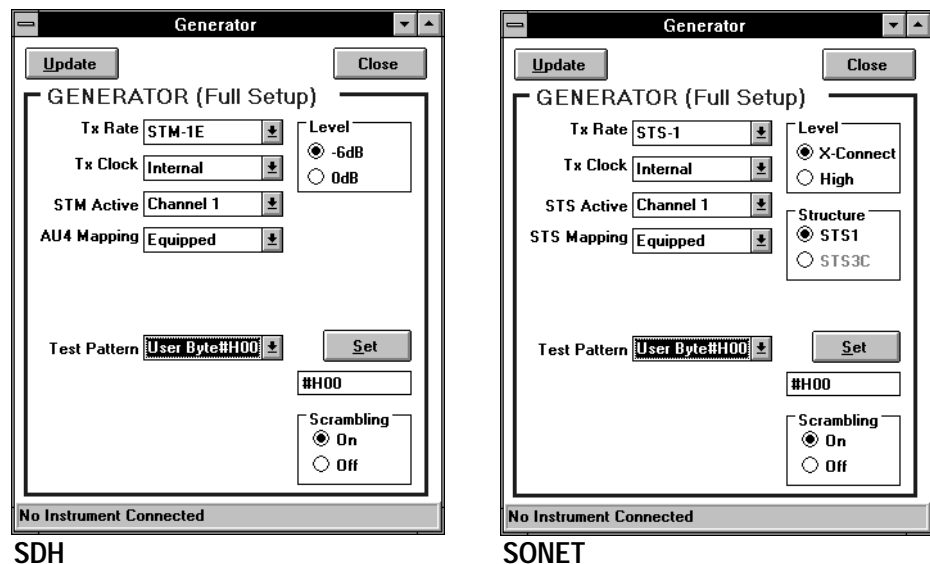 Generator
Update
Close
GENERATOR (Full Setup)
Tx Rate STM-1E
Level
-6dB
0dB
Tx Clock Internal
STM Active Channel 1
AU4 Mapping Equipped
Test Pattern User Byte#H00
Set
#H00
Scrambling
On
Off
No Instrument Connected
SDH
Generator
Update
Close
GENERATOR (Full Setup)
Tx Rate STS-1
Level
X-Connect
High
Tx Clock Internal
STS Active Channel 1
Structure
STS1
STS3C
STS Mapping Equipped
Test Pattern User Byte#H00
Set
#H00
Scrambling
On
Off
No Instrument Connected
SONET